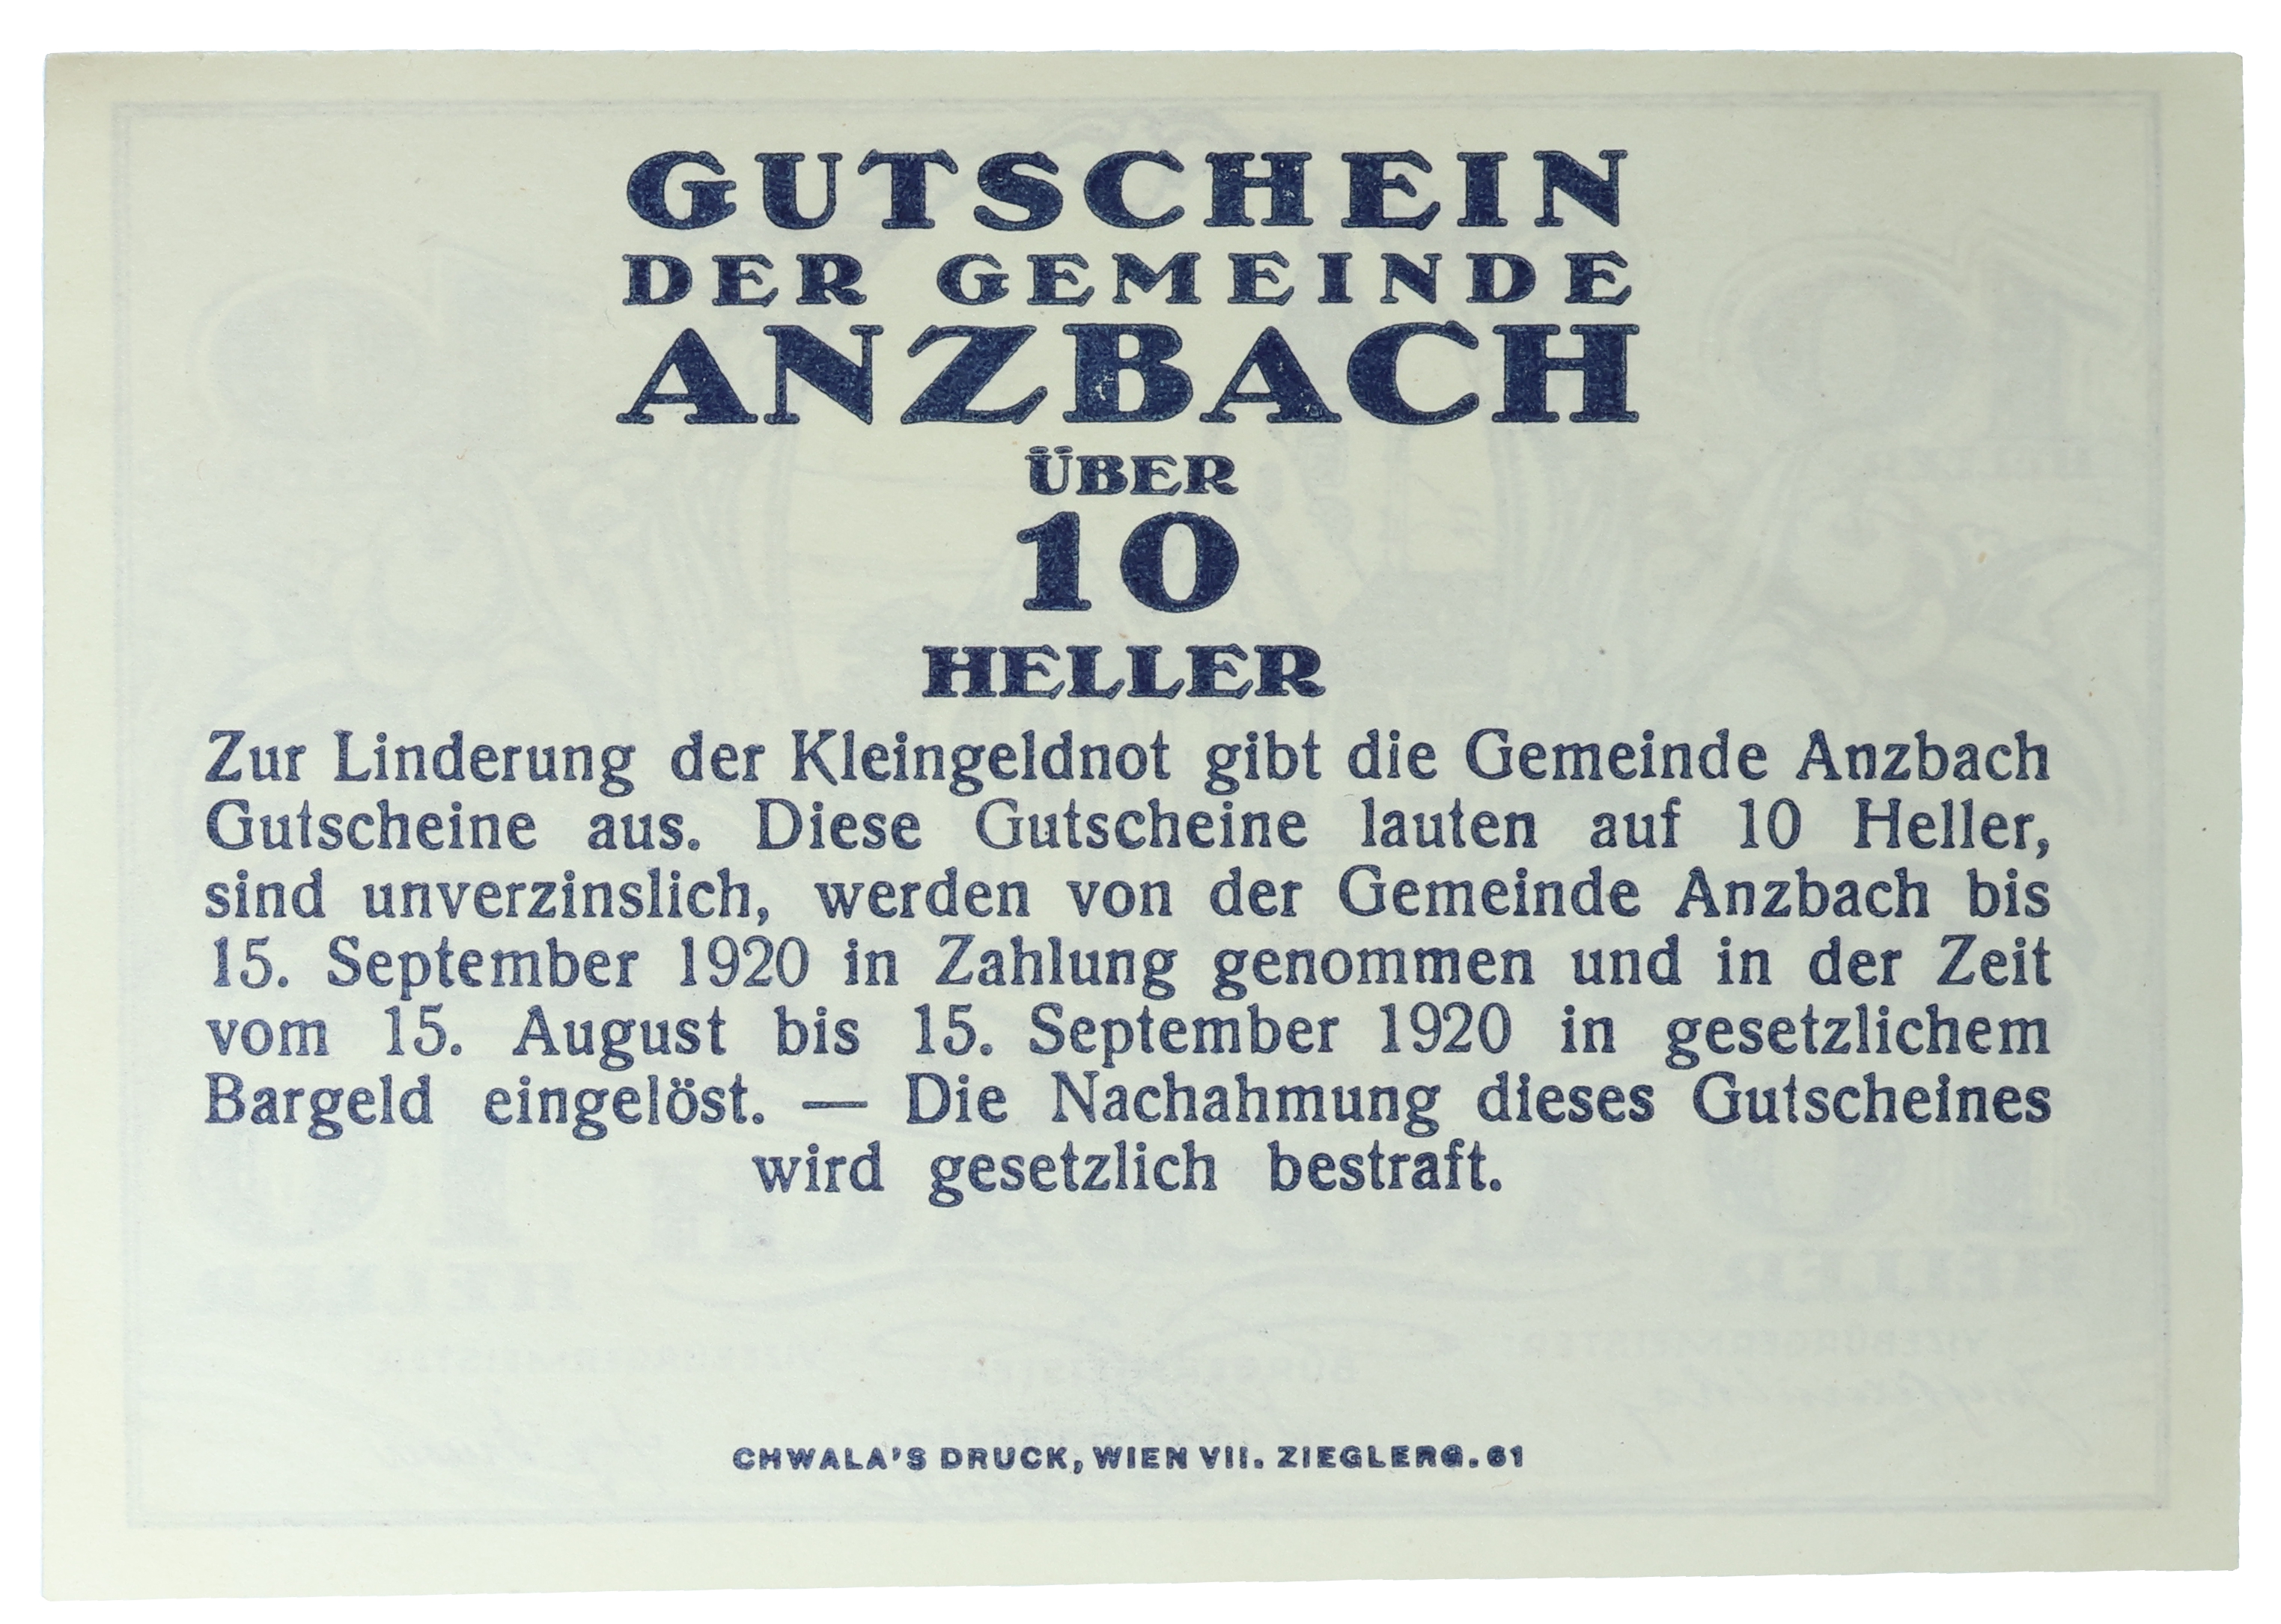 GUTSCHEIN
DER GEMEINDE
ANZBACH
ÜBER
10
HELLER
Zur Linderung der Kleingeldnot gibt die Gemeinde Anzbach
Gutscheine aus. Diese Gutscheine lauten auf 10 Heller,
sind unverzinslich, werden von der Gemeinde Anzbach bis
15. September 1920 in Zahlung genommen und in der Zeit
vom 15. August bis 15. September 1920 in gesetzlichem
Bargeld eingelöst. — Die Nachahmung dieses Gutscheines
wird gesetzlich bestraft.
CHWALA'S DRUCK, WIEN VII. ZIEGLERG. 61